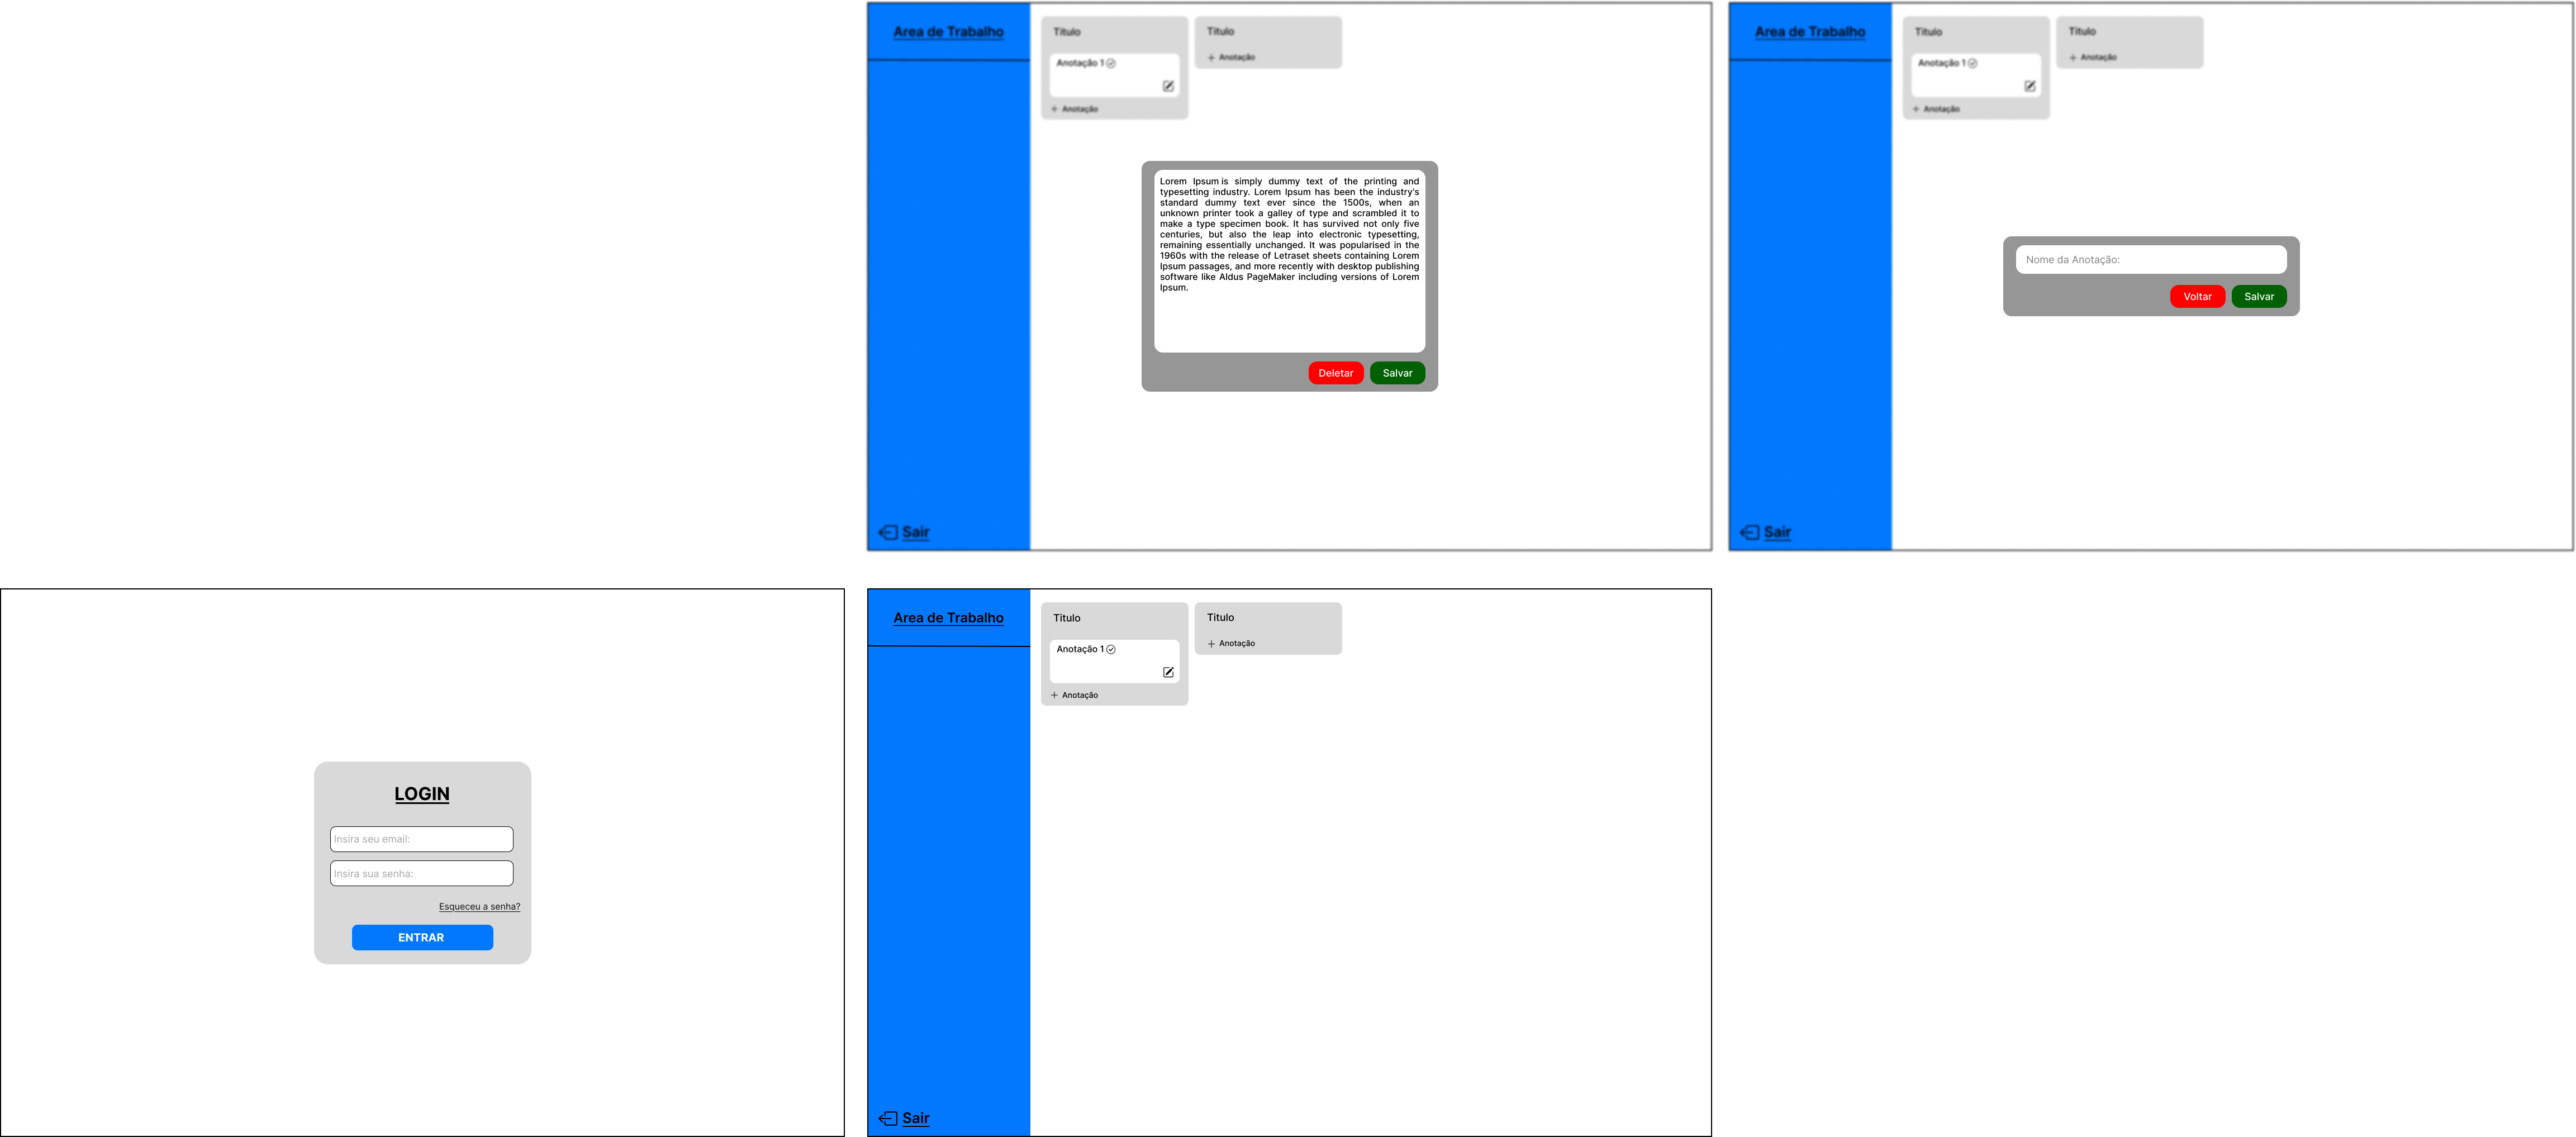 Area de Trabalho
Titulo
Anotação 1
+ Anotação
Titulo
+ Anotação
Lorem Ipsum is simply dummy text of the printing and
typesetting industry. Lorem Ipsum has been the industry's
standard dummy text ever since the 1500s, when an
unknown printer took a galley of type and scrambled it to
make a type specimen book. It has survived not only five
centuries, but also the leap into electronic typesetting,
remaining essentially unchanged. It was popularised in the
1960s with the release of Letraset sheets containing Lorem
Ipsum passages, and more recently with desktop publishing
software like Aldus PageMaker including versions of Lorem
Ipsum.
Deletar
Salvar
Sair
Area de Trabalho
Titulo
Anotação 1
+ Anotação
Titulo
+ Anotação
Nome da Anotação:
Voltar
Salvar
Sair
LOGIN
Insira seu email:
Insira sua senha:
Esqueceu a senha?
ENTRAR
Area de Trabalho
Titulo
Anotação 1
+ Anotação
Titulo
+ Anotação
Sair